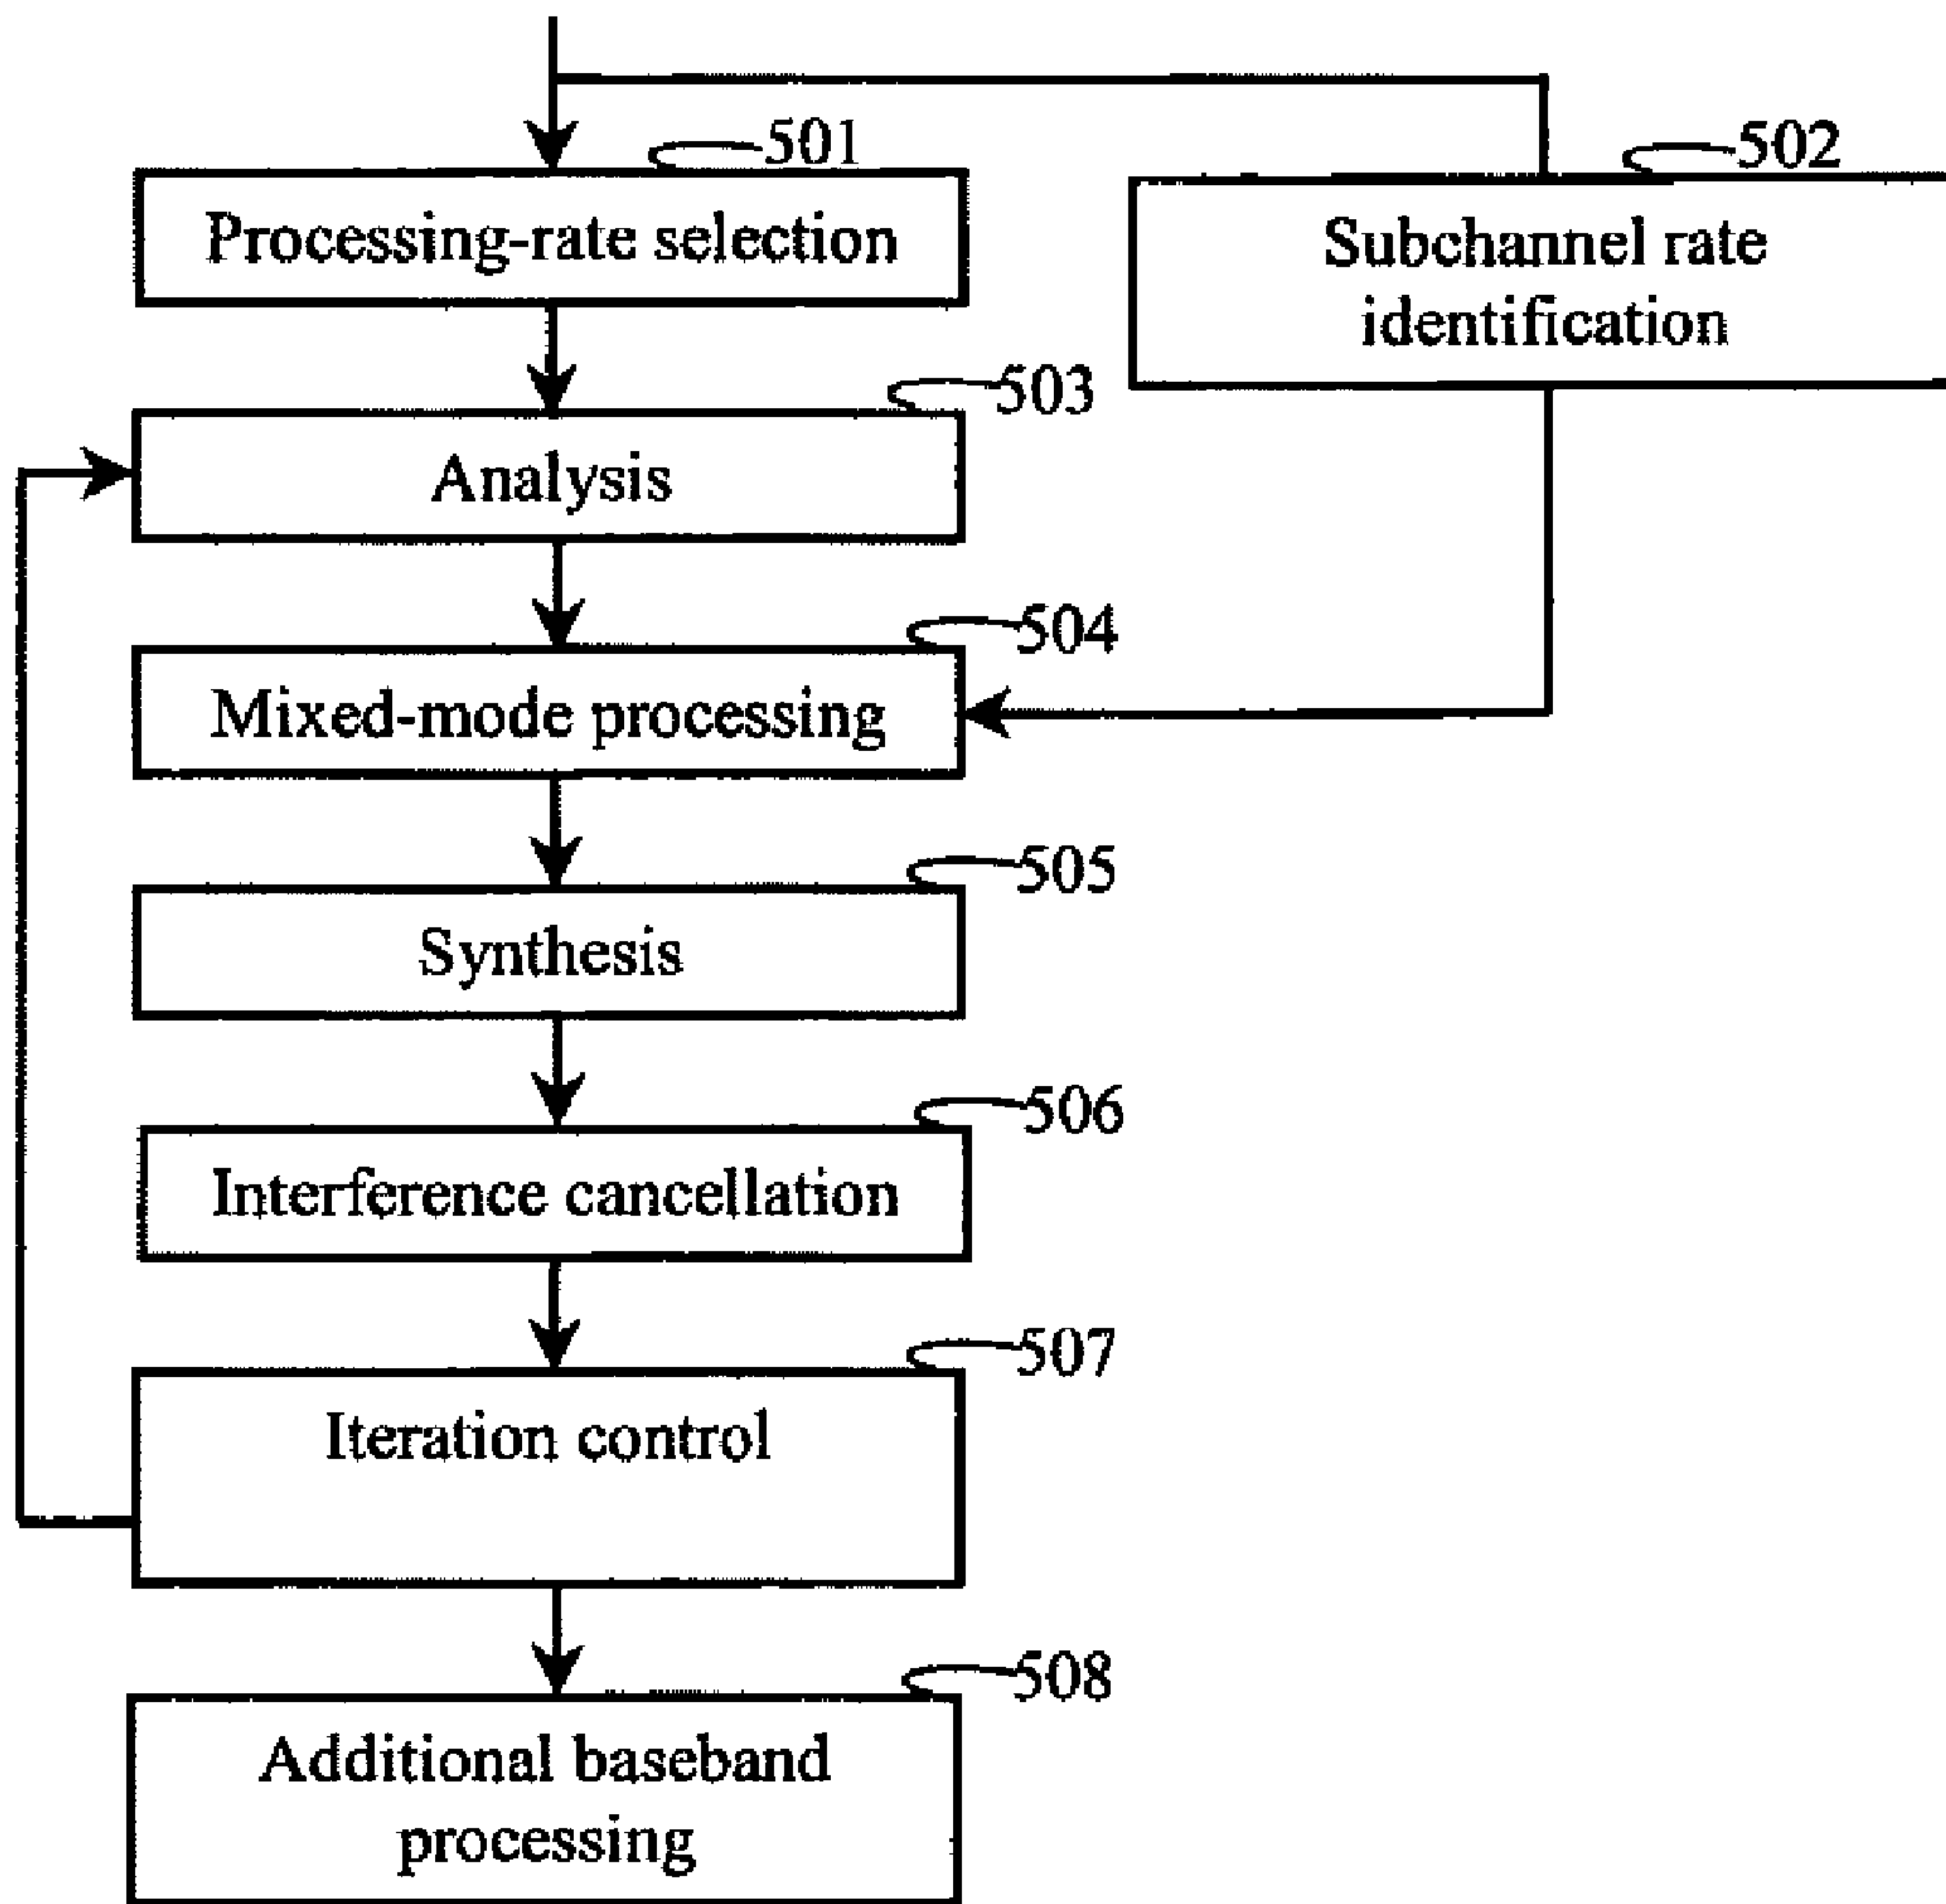 501
Processing-rate selection
502
Subchannel rate
identification
503
Analysis
504
Mixed-mode processing
505
Synthesis
506
Interference cancellation
507
Iteration control
508
Additional baseband
processing